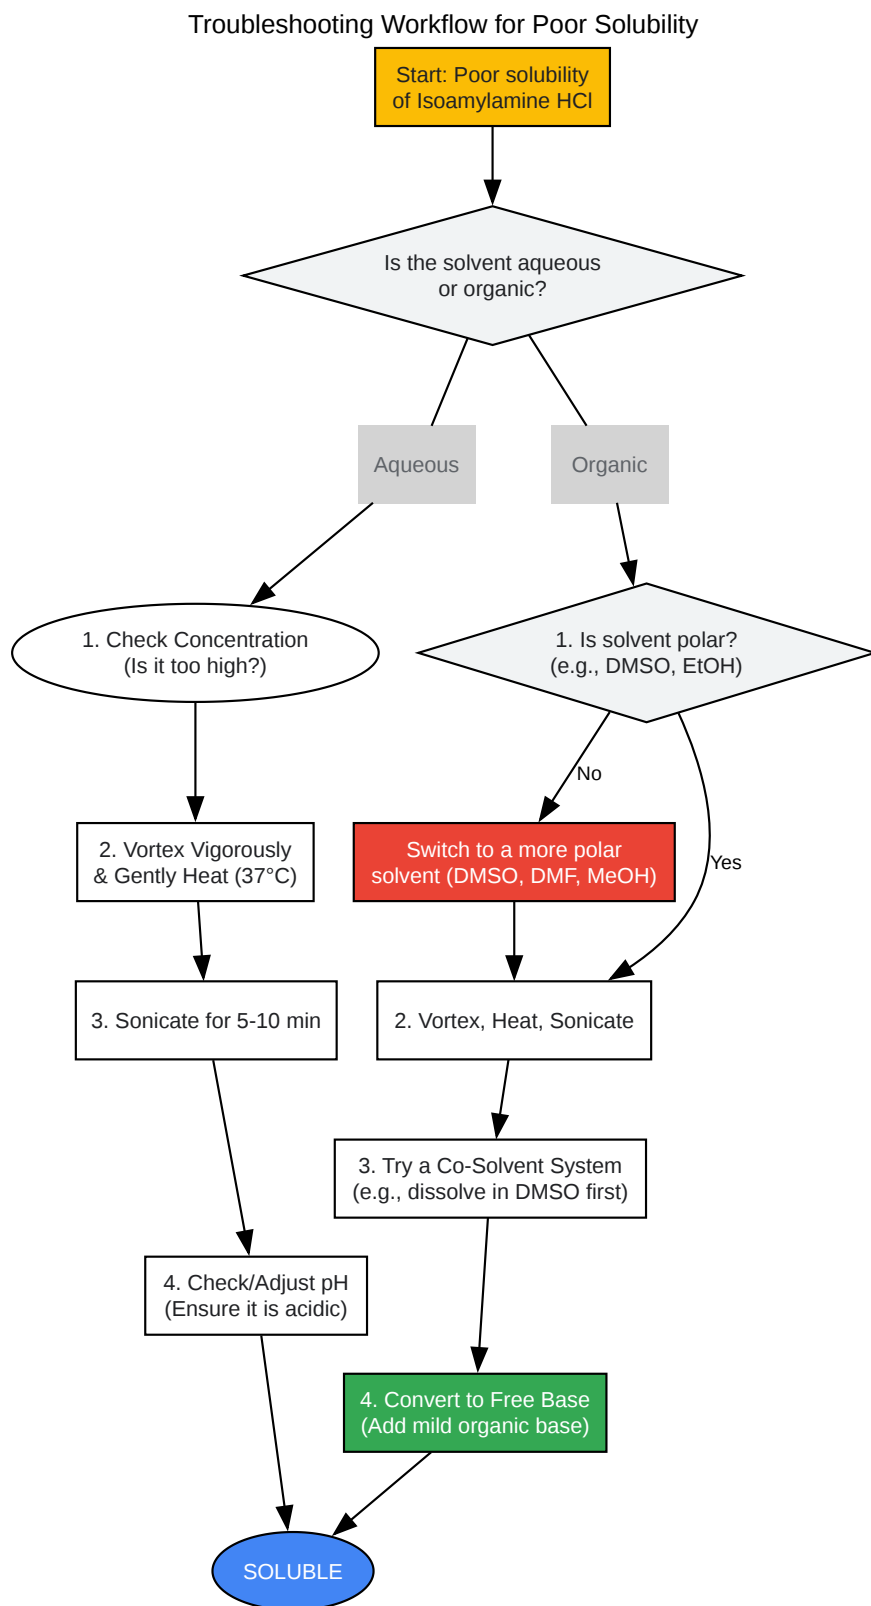 Troubleshooting Workflow for Poor Solubility
Start: Poor solubility
of Isoamylamine HCl
Is the solvent aqueous
or organic?
Aqueous
Organic
1. Check Concentration
(Is it too high?)
1. Is solvent polar?
(e.g., DMSO, EtOH)
No
2. Vortex Vigorously
& Gently Heat (37°C)
Switch to a more polar
solvent (DMSO, DMF, MeOH)
Yes
3. Sonicate for 5-10 min
2. Vortex, Heat, Sonicate
3. Try a Co-Solvent System
(e.g., dissolve in DMSO first)
4. Check/Adjust pH
(Ensure it is acidic)
4. Convert to Free Base
(Add mild organic base)
SOLUBLE